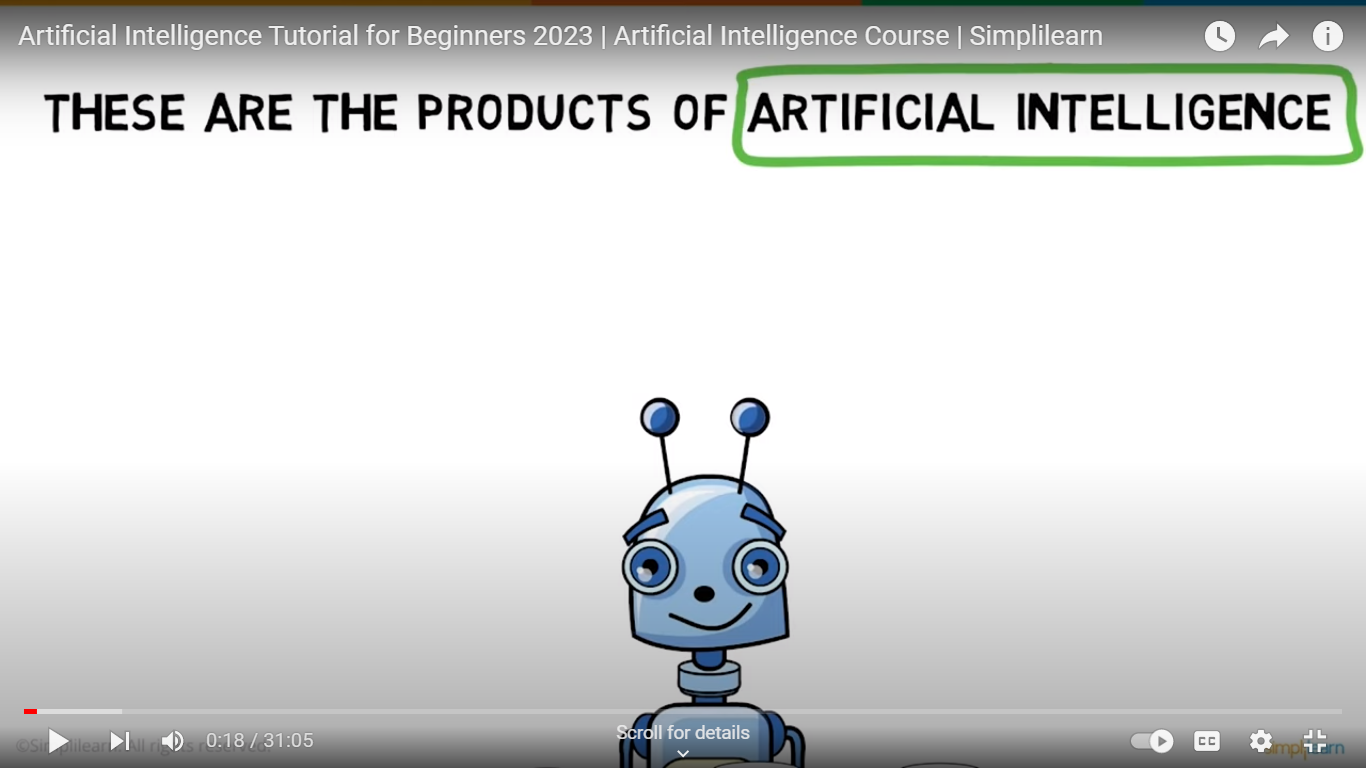 Artificial Intelligence Tutorial for Beginners 2023 | Artificial Intelligence Course | Simplilearn
THESE ARE THE PRODUCTS OF ARTIFICIAL INTELLIGENCE
Scroll for details
0:18 / 31:05
CC